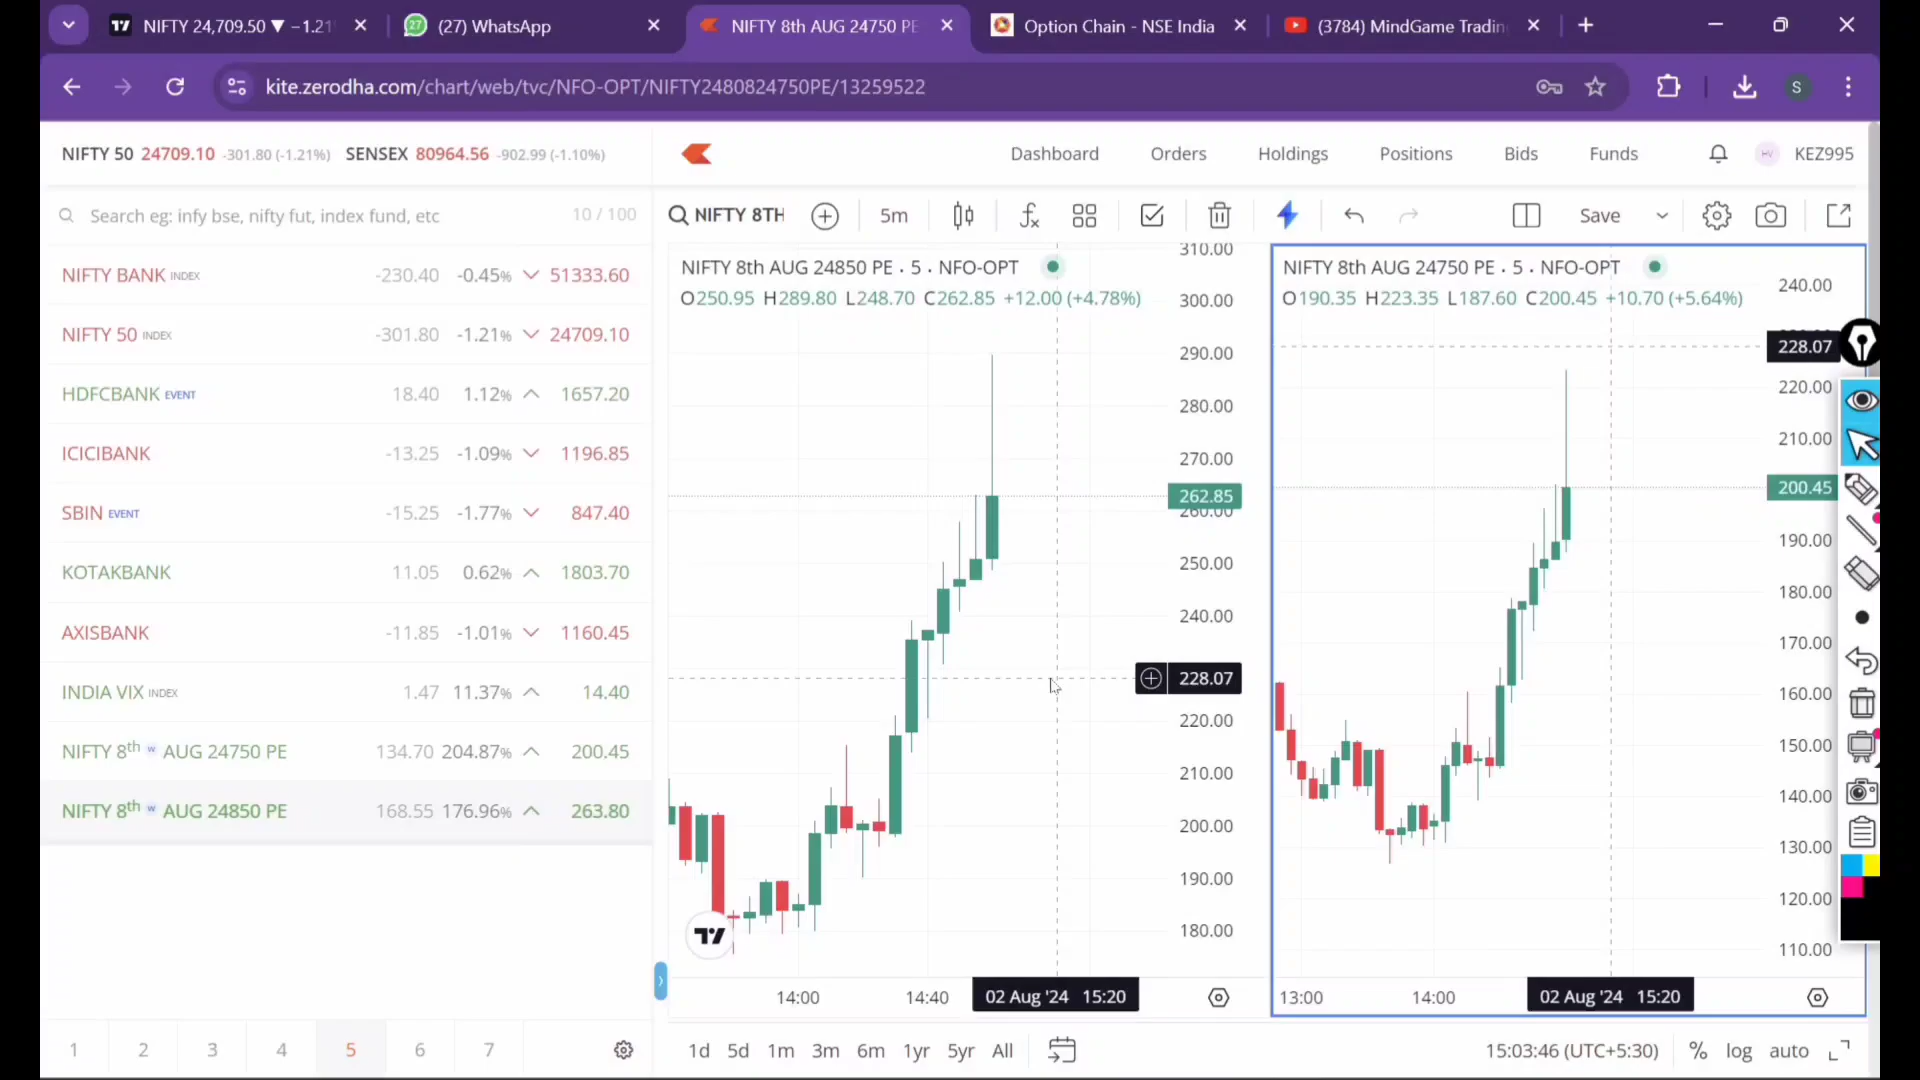 NIFTY 24,709.50 ▼ −1.21
(27) WhatsApp
NIFTY 8th AUG 24750 PE
Option Chain - NSE India
(3784) MindGame Tradin
kite.zerodha.com/chart/web/tvc/NFO-OPT/NIFTY2480824750PE/13259522
S
NIFTY 50 24709.10 -301.80 (-1.21%) SENSEX 80964.56 -902.99 (-1.10%)
Dashboard Orders Holdings Positions Bids Funds HV KEZ995
Search eg: infy bse, nifty fut, index fund, etc 10 / 100
NIFTY 8TH 5m Save
NIFTY BANK INDEX -230.40 -0.45% 51333.60
NIFTY 50 INDEX -301.80 -1.21% 24709.10
HDFCBANK EVENT 18.40 1.12% 1657.20
ICICIBANK -13.25 -1.09% 1196.85
SBIN EVENT -15.25 -1.77% 847.40
KOTAKBANK 11.05 0.62% 1803.70
AXISBANK -11.85 -1.01% 1160.45
INDIA VIX INDEX 1.47 11.37% 14.40
NIFTY 8th w AUG 24750 PE 134.70 204.87% 200.45
NIFTY 8th w AUG 24850 PE 168.55 176.96% 263.80
1 2 3 4 5 6 7
NIFTY 8th AUG 24850 PE . 5 . NFO-OPT
O250.95 H289.80 L248.70 C262.85 +12.00 (+4.78%)
310.00
300.00
290.00
280.00
270.00
262.85
260.00
250.00
240.00
228.07
220.00
210.00
200.00
190.00
180.00
14:00 14:40 02 Aug '24 15:20
NIFTY 8th AUG 24750 PE . 5 . NFO-OPT
O190.35 H223.35 L187.60 C200.45 +10.70 (+5.64%)
240.00
228.07
220.00
210.00
200.45
190.00
180.00
170.00
160.00
150.00
140.00
130.00
120.00
110.00
13:00 14:00 02 Aug '24 15:20
1d 5d 1m 3m 6m 1yr 5yr All
15:03:46 (UTC+5:30) % log auto